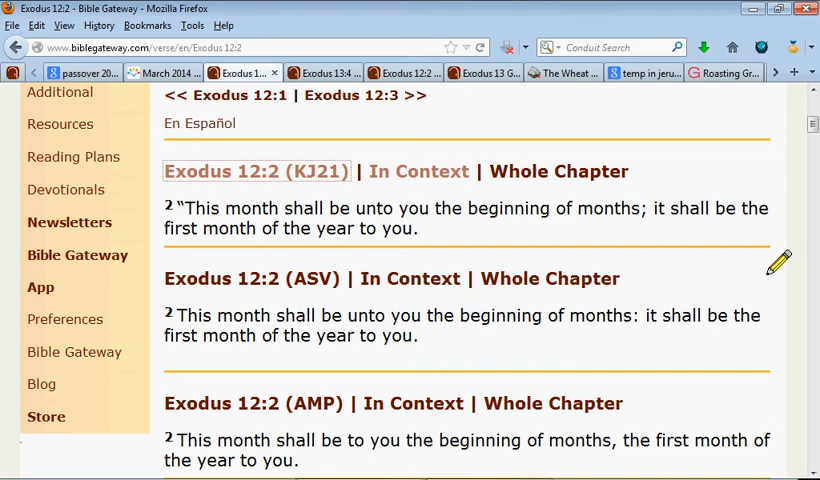 Exodus 12:2 - Bible Gateway - Mozilla Firefox
File Edit View History Bookmarks Tools Help
www.biblegateway.com/verse/en/Exodus 12:2
Conduit Search
passover 20...
March 2014 ...
Exodus 1...
Exodus 13:4 ...
Exodus 12:2 ...
Exodus 13 G...
The Wheat ...
temp in jeru...
Roasting Gr...
Additional
Resources
Reading Plans
Devotionals
Newsletters
Bible Gateway
App
Preferences
Bible Gateway
Blog
Store
<< Exodus 12:1 | Exodus 12:3 >>
En Español
Exodus 12:2 (KJ21) | In Context | Whole Chapter
2 “This month shall be unto you the beginning of months; it shall be the
first month of the year to you.
Exodus 12:2 (ASV) | In Context | Whole Chapter
2 This month shall be unto you the beginning of months: it shall be the
first month of the year to you.
Exodus 12:2 (AMP) | In Context | Whole Chapter
2 This month shall be to you the beginning of months, the first month of
the year to you.